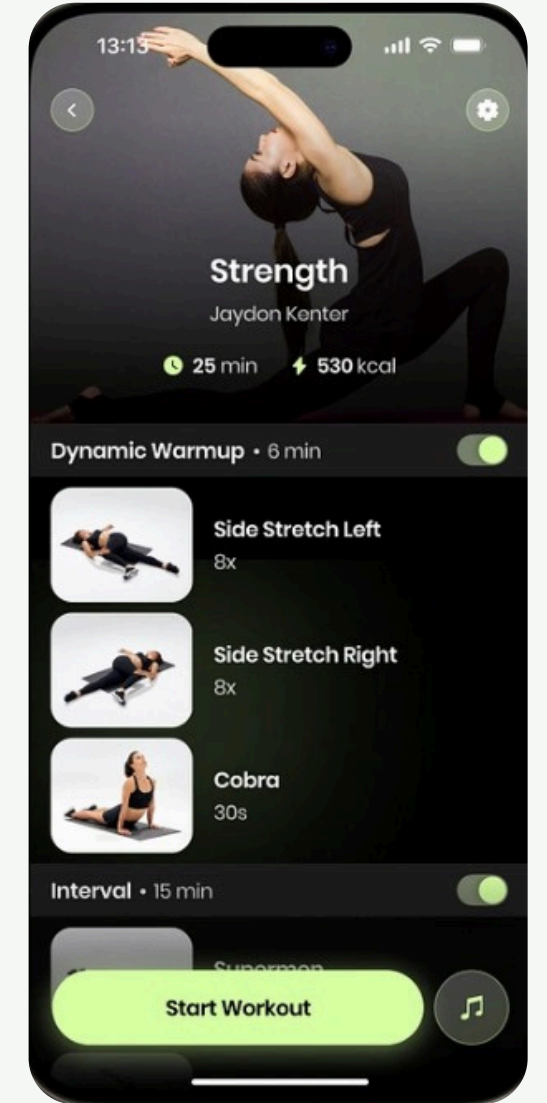 13:13
Strength
Jaydon Kenter
25 min 530 kcal
Dynamic Warmup • 6 min
Side Stretch Left
8x
Side Stretch Right
8x
Cobra
30s
Interval • 15 min
Superman
Start Workout